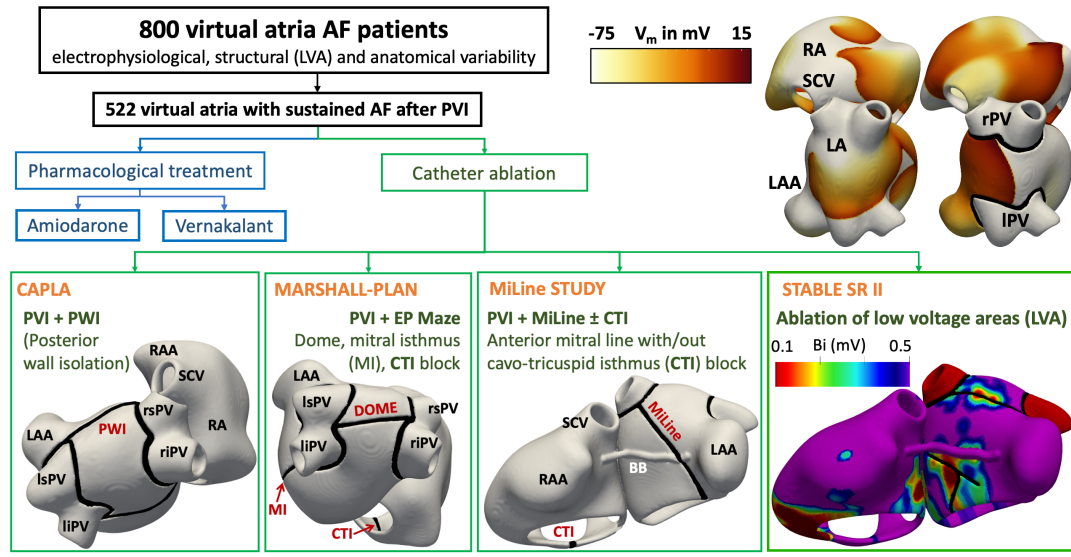 800 virtual atria AF patients
electrophysiological, structural (LVA) and anatomical variability
522 virtual atria with sustained AF after PVI
Pharmacological treatment
Catheter ablation
Amiodarone
Vernakalant
-75 Vm in mV 15
RA
SCV
LA
LAA
rPV
lPV
CAPLA
PVI + PWI
(Posterior
wall isolation)
RAA
SCV
rsPV
PWI
LAA
RA
riPV
lsPV
liPV
MARSHALL-PLAN
PVI + EP Maze
Dome, mitral isthmus
(MI), CTI block
LAA
lsPV
DOME
rsPV
liPV
riPV
MI
CTI
MiLine STUDY
PVI + MiLine ± CTI
Anterior mitral line with/out
cavo-tricuspid isthmus (CTI) block
SCV
MiLine
LAA
BB
RAA
CTI
STABLE SR II
Ablation of low voltage areas (LVA)
0.1 Bi (mV) 0.5